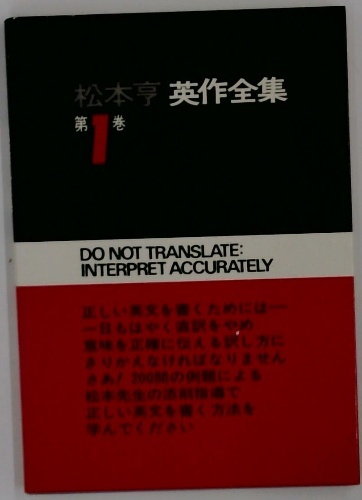 松本亨 英作全集
第1巻
DO NOT TRANSLATE:
INTERPRET ACCURATELY
正しい英文を書くためには——
一日もはやく直訳をやめ
意味を正確に伝える訳し方に
きりかえなければなりません
さあ！200問の例題による
松本先生の添削指導で
正しい英文を書く方法を
学んでください